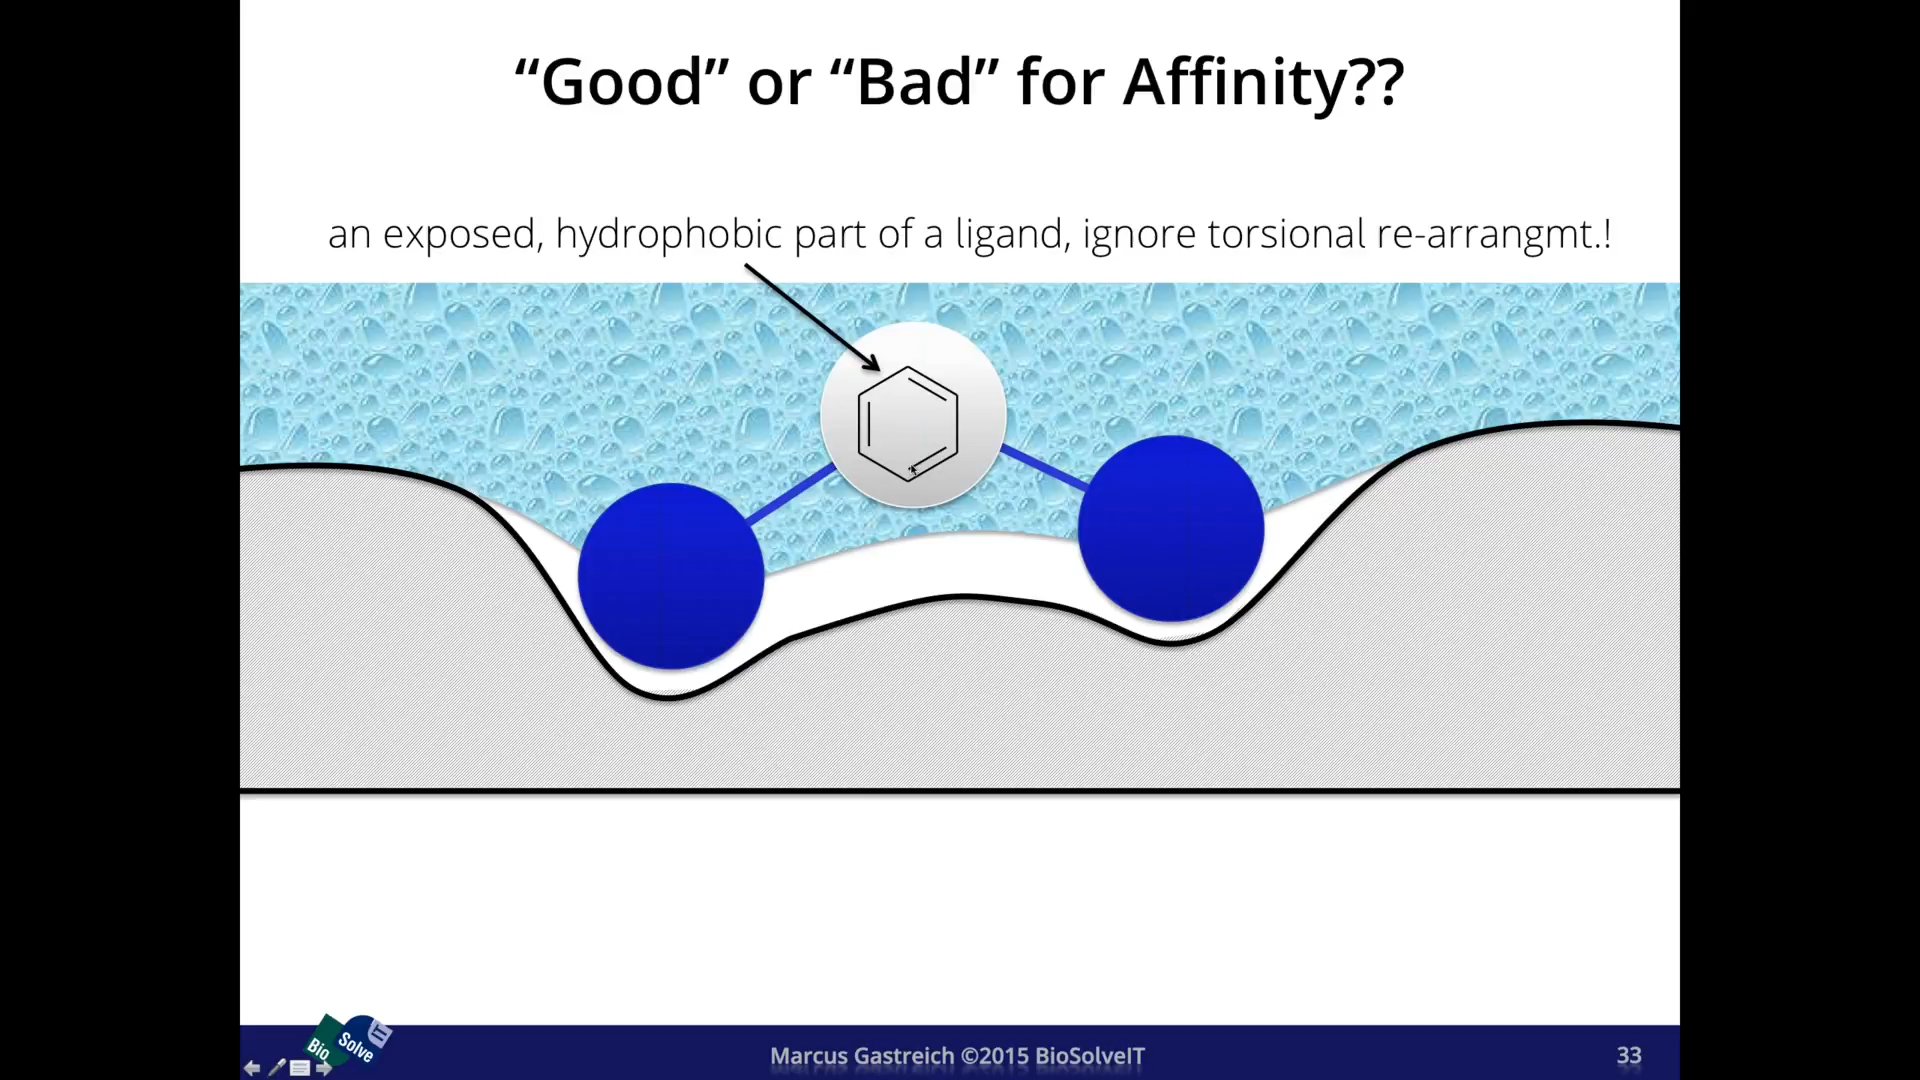 “Good” or “Bad” for Affinity??
an exposed, hydrophobic part of a ligand, ignore torsional re-arrangmt.!
Bio
Solve
IT
Marcus Gastreich ©2015 BioSolveIT
33